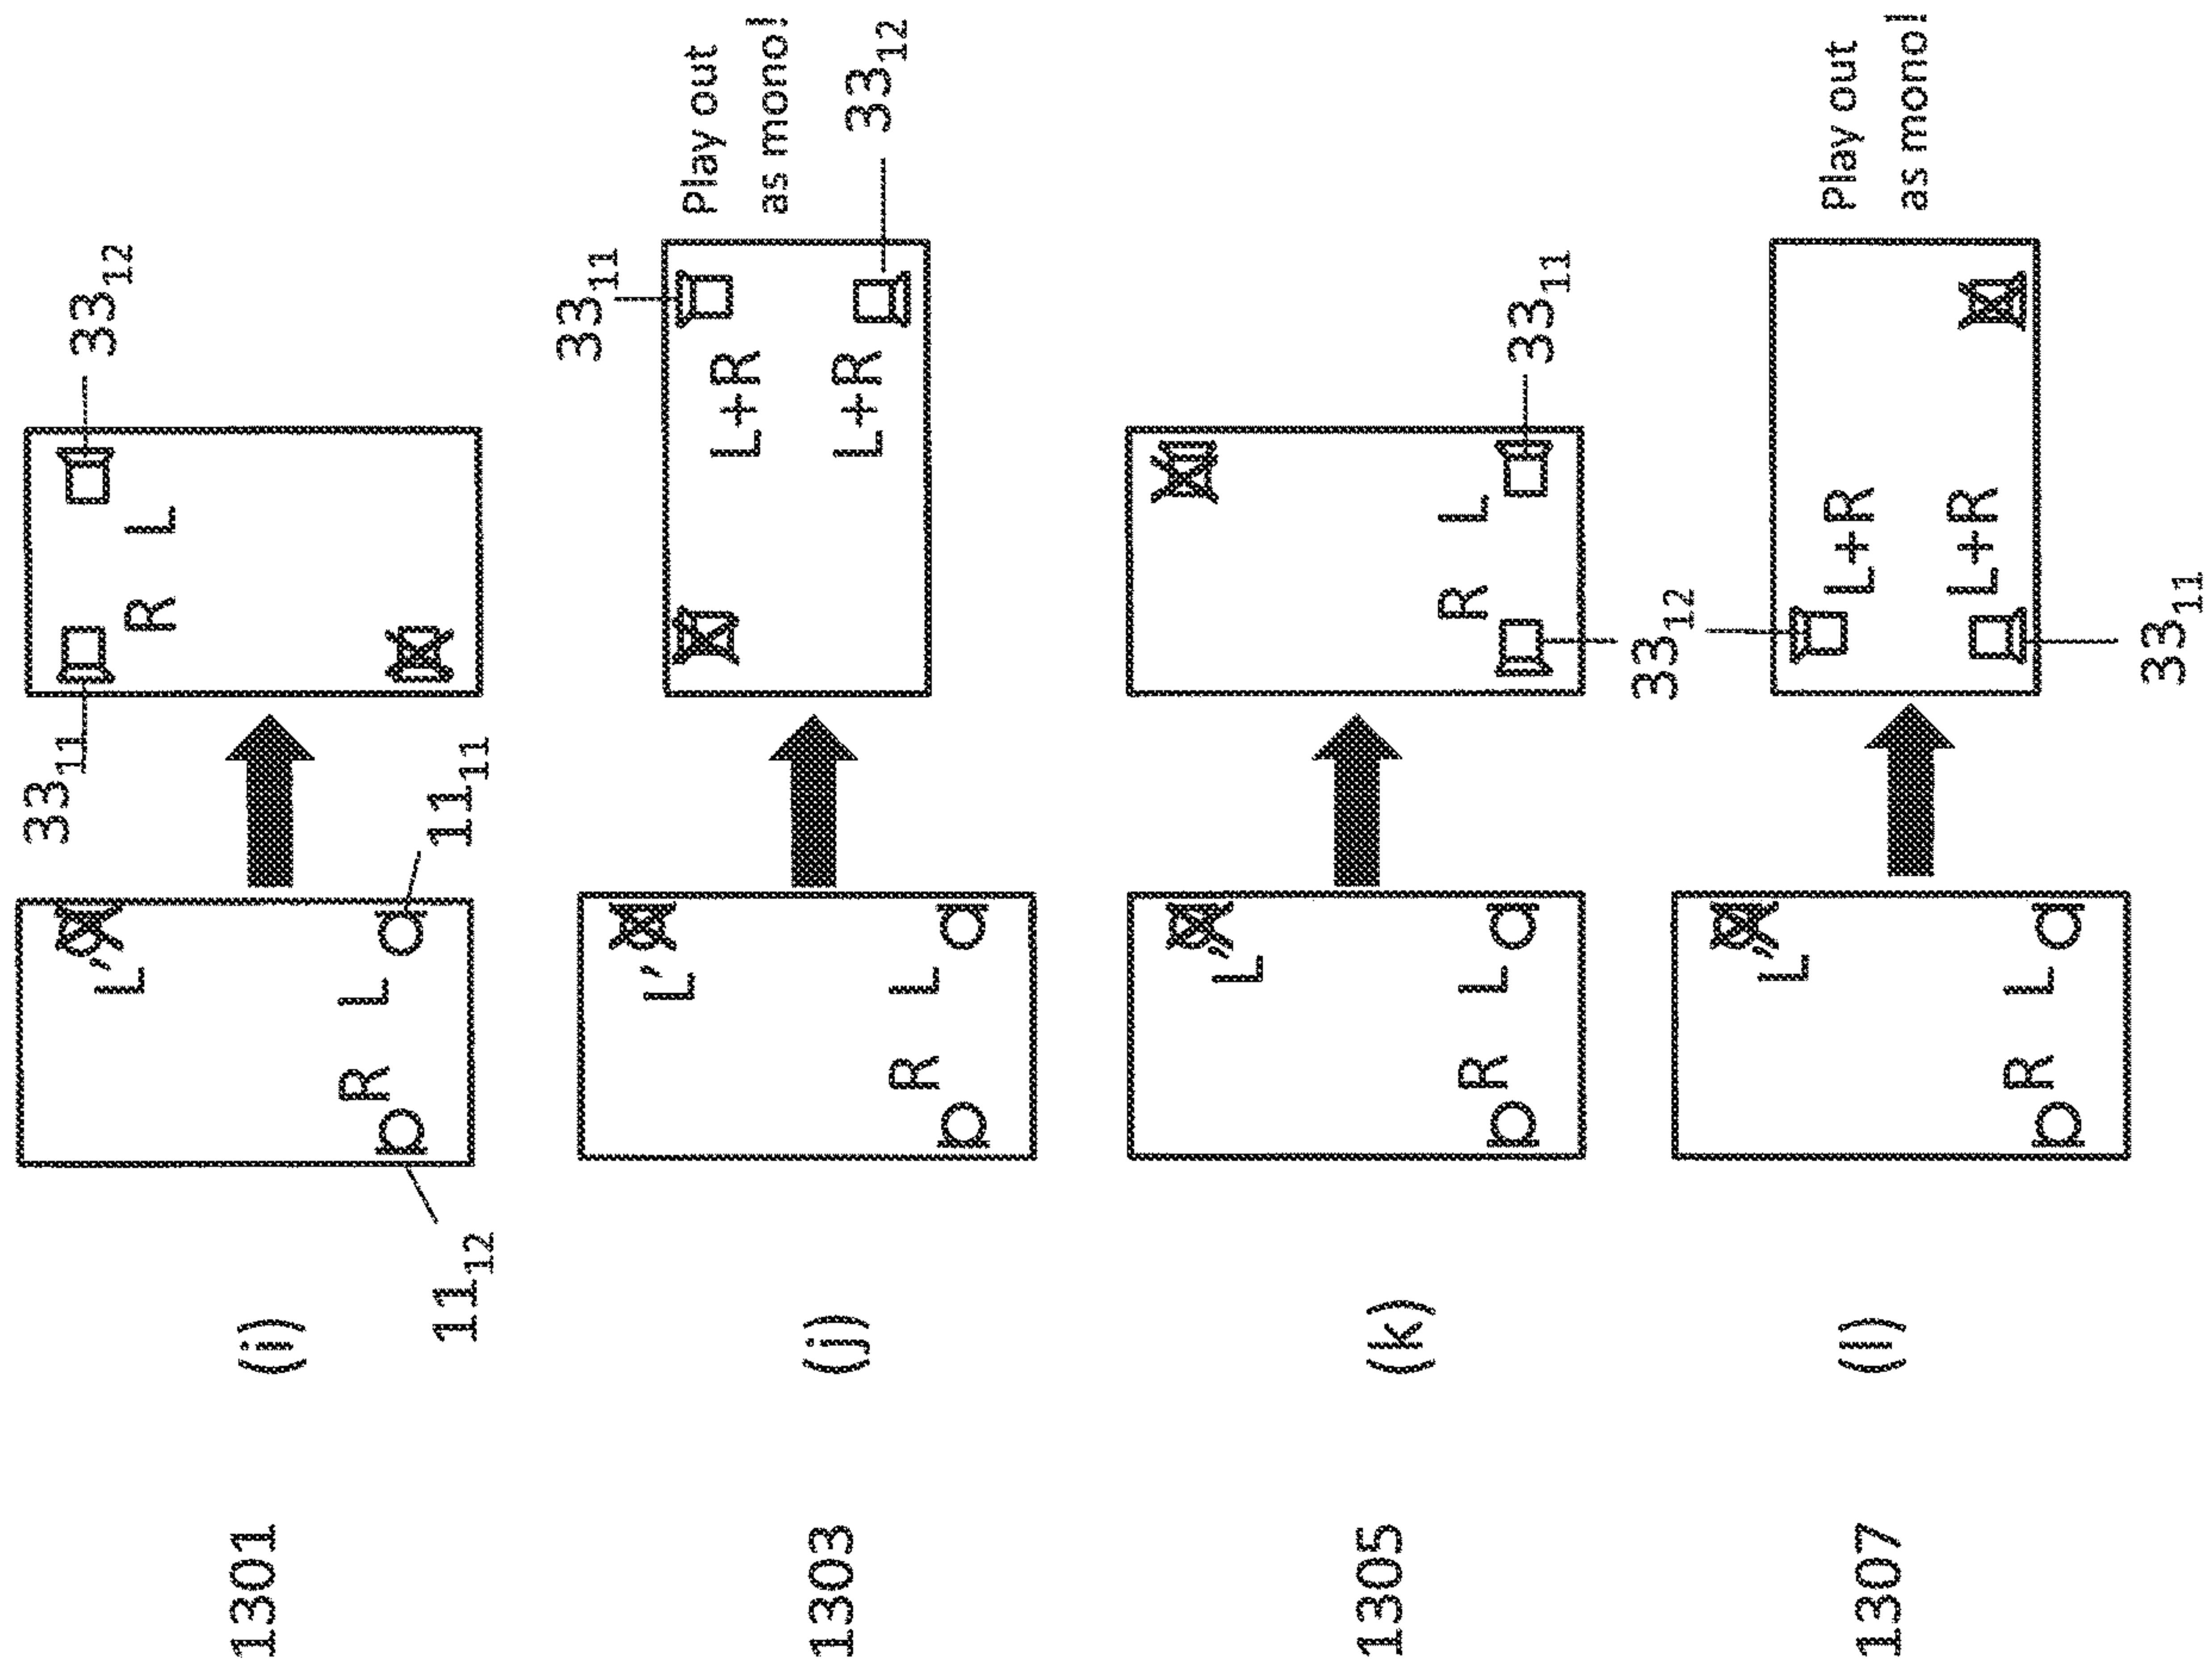 33₁₁
33₁₂
L'
R L
1301 (i)
R L
11₁₂ 11₁₁
33₁₁
Play out
as mono!
L'
L+R
1303 (j)
L+R
33₁₂
R L
L'
1305 (k)
R L
R L
33₁₁
33₁₂
Play out
as mono!
L'
L+R
1307 (l)
L+R
R L
33₁₁